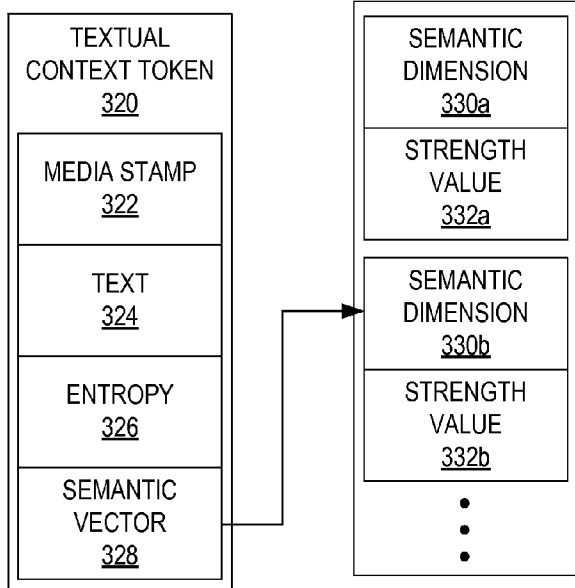 TEXTUAL
CONTEXT TOKEN
320
MEDIA STAMP
322
TEXT
324
ENTROPY
326
SEMANTIC
VECTOR
328
SEMANTIC
DIMENSION
330a
STRENGTH
VALUE
332a
SEMANTIC
DIMENSION
330b
STRENGTH
VALUE
332b